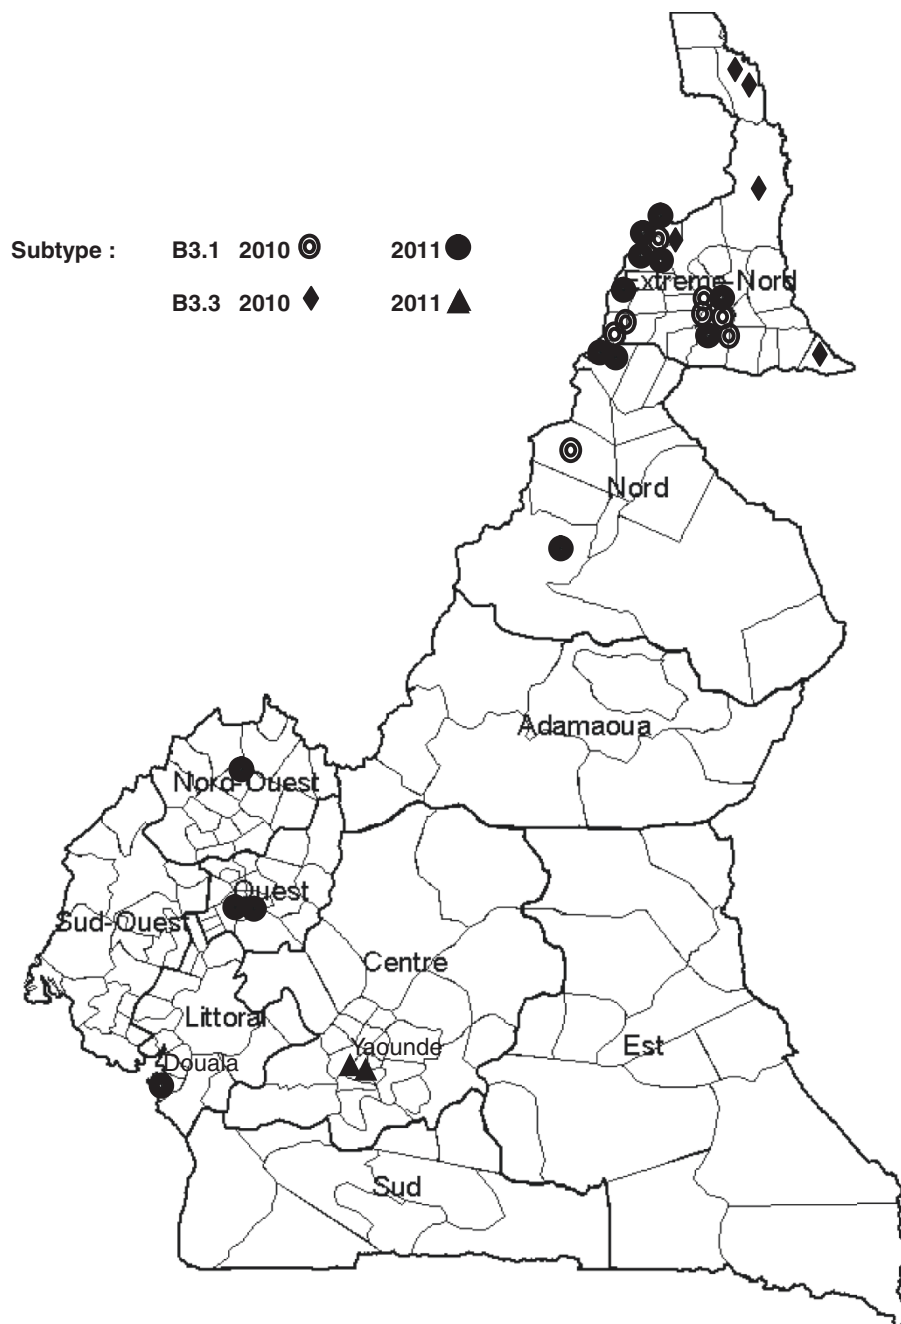 Subtype : B3.1 2010 2011
B3.3 2010 2011
Extreme-Nord
Nord
Adamaoua
Nord-Ouest
Ouest
Sud-Ouest
Centre
Littoral
Est
Yaounde
Douala
Sud